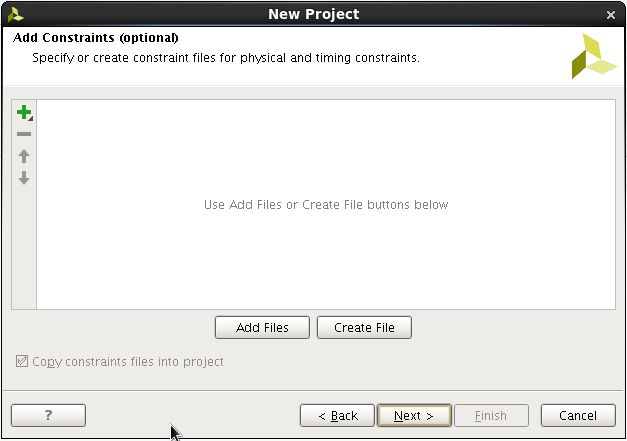 New Project
Add Constraints (optional)
Specify or create constraint files for physical and timing constraints.
Use Add Files or Create File buttons below
Add Files Create File
Copy constraints files into project
? < Back Next > Finish Cancel